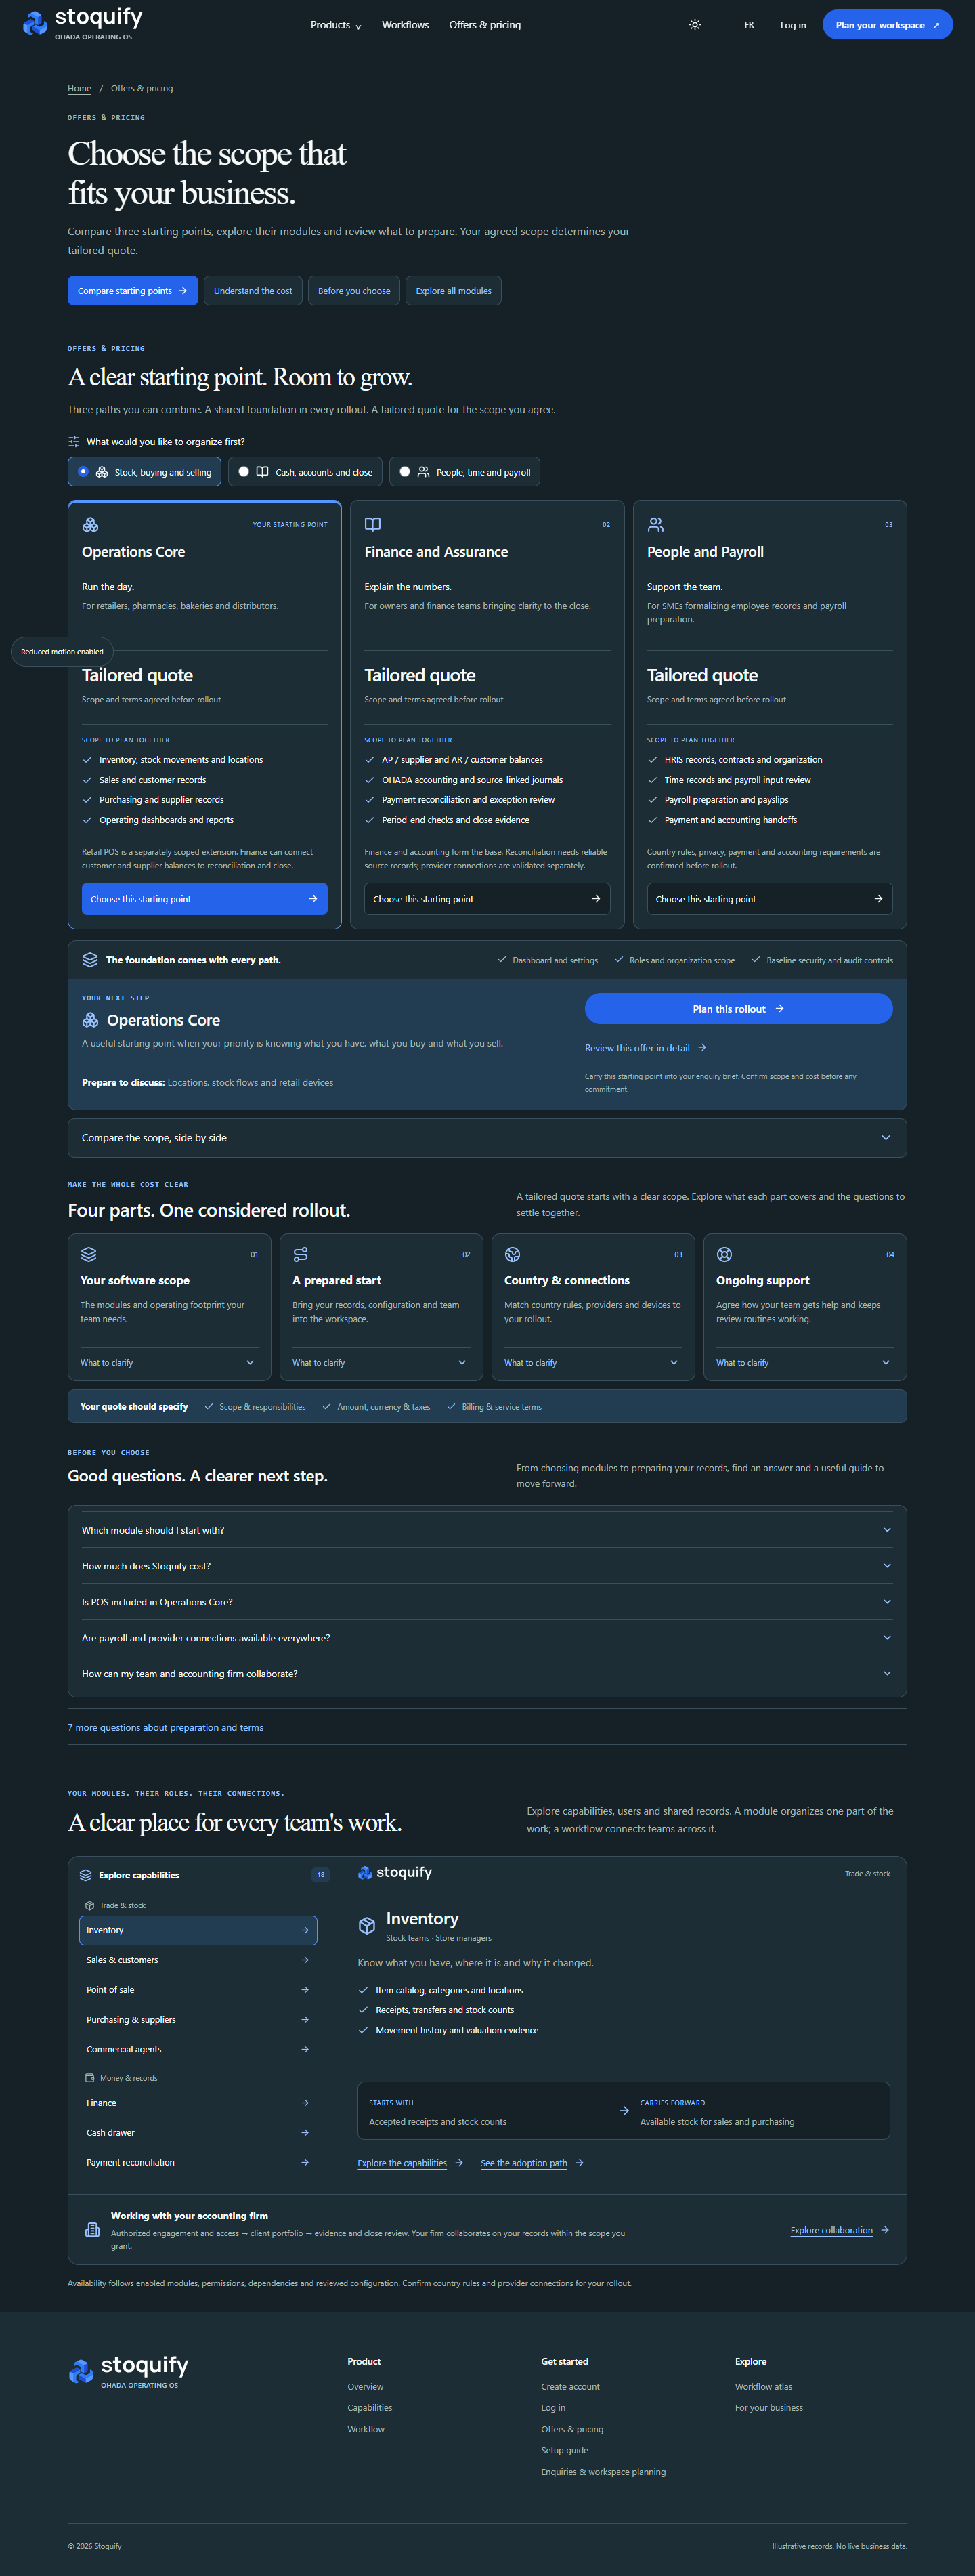 stoquify
OHADA OPERATING OS
Products
Workflows
Offers & pricing
FR
Log in
Plan your workspace
Home / Offers & pricing
OFFERS & PRICING
Choose the scope that
fits your business.
Compare three starting points, explore their modules and review what to prepare. Your agreed scope determines your
tailored quote.
Compare starting points
Understand the cost
Before you choose
Explore all modules
OFFERS & PRICING
A clear starting point. Room to grow.
Three paths you can combine. A shared foundation in every rollout. A tailored quote for the scope you agree.
What would you like to organize first?
Stock, buying and selling
Cash, accounts and close
People, time and payroll
YOUR STARTING POINT
Operations Core
Run the day.
For retailers, pharmacies, bakeries and distributors.
Reduced motion enabled
Tailored quote
Scope and terms agreed before rollout
SCOPE TO PLAN TOGETHER
Inventory, stock movements and locations
Sales and customer records
Purchasing and supplier records
Operating dashboards and reports
Retail POS is a separately scoped extension. Finance can connect
customer and supplier balances to reconciliation and close.
Choose this starting point
02
Finance and Assurance
Explain the numbers.
For owners and finance teams bringing clarity to the close.
Tailored quote
Scope and terms agreed before rollout
SCOPE TO PLAN TOGETHER
AP / supplier and AR / customer balances
OHADA accounting and source-linked journals
Payment reconciliation and exception review
Period-end checks and close evidence
Finance and accounting form the base. Reconciliation needs reliable
source records; provider connections are validated separately.
Choose this starting point
03
People and Payroll
Support the team.
For SMEs formalizing employee records and payroll
preparation.
Tailored quote
Scope and terms agreed before rollout
SCOPE TO PLAN TOGETHER
HRIS records, contracts and organization
Time records and payroll input review
Payroll preparation and payslips
Payment and accounting handoffs
Country rules, privacy, payment and accounting requirements are
confirmed before rollout.
Choose this starting point
The foundation comes with every path.
Dashboard and settings
Roles and organization scope
Baseline security and audit controls
YOUR NEXT STEP
Operations Core
A useful starting point when your priority is knowing what you have, what you buy and what you sell.
Prepare to discuss: Locations, stock flows and retail devices
Plan this rollout
Review this offer in detail
Carry this starting point into your enquiry brief. Confirm scope and cost before any
commitment.
Compare the scope, side by side
MAKE THE WHOLE COST CLEAR
Four parts. One considered rollout.
A tailored quote starts with a clear scope. Explore what each part covers and the questions to
settle together.
01
Your software scope
The modules and operating footprint your
team needs.
What to clarify
02
A prepared start
Bring your records, configuration and team
into the workspace.
What to clarify
03
Country & connections
Match country rules, providers and devices to
your rollout.
What to clarify
04
Ongoing support
Agree how your team gets help and keeps
review routines working.
What to clarify
Your quote should specify
Scope & responsibilities
Amount, currency & taxes
Billing & service terms
BEFORE YOU CHOOSE
Good questions. A clearer next step.
From choosing modules to preparing your records, find an answer and a useful guide to
move forward.
Which module should I start with?
How much does Stoquify cost?
Is POS included in Operations Core?
Are payroll and provider connections available everywhere?
How can my team and accounting firm collaborate?
7 more questions about preparation and terms
YOUR MODULES. THEIR ROLES. THEIR CONNECTIONS.
A clear place for every team's work.
Explore capabilities, users and shared records. A module organizes one part of the
work; a workflow connects teams across it.
Explore capabilities
18
Trade & stock
Inventory
Sales & customers
Point of sale
Purchasing & suppliers
Commercial agents
Money & records
Finance
Cash drawer
Payment reconciliation
stoquify
Trade & stock
Inventory
Stock teams · Store managers
Know what you have, where it is and why it changed.
Item catalog, categories and locations
Receipts, transfers and stock counts
Movement history and valuation evidence
STARTS WITH
Accepted receipts and stock counts
CARRIES FORWARD
Available stock for sales and purchasing
Explore the capabilities
See the adoption path
Working with your accounting firm
Authorized engagement and access → client portfolio → evidence and close review. Your firm collaborates on your records within the scope you
grant.
Explore collaboration
Availability follows enabled modules, permissions, dependencies and reviewed configuration. Confirm country rules and provider connections for your rollout.
stoquify
OHADA OPERATING OS
Product
Overview
Capabilities
Workflow
Get started
Create account
Log in
Offers & pricing
Setup guide
Enquiries & workspace planning
Explore
Workflow atlas
For your business
© 2026 Stoquify
Illustrative records. No live business data.